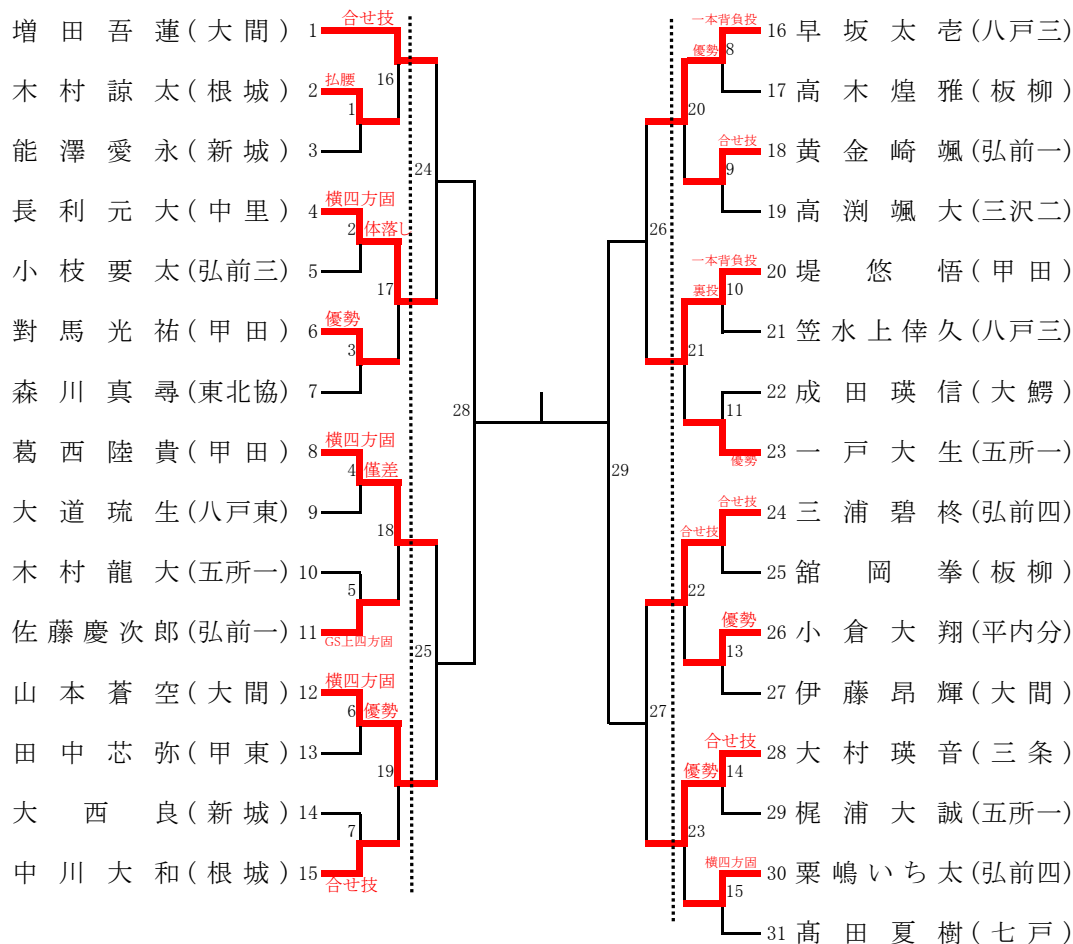 合せ技
増田吾蓮(大間) 1
16
払腰
木村諒太(根城) 2
1
能澤愛永(新城) 3
24
横四方固
長利元大(中里) 4
2 体落し
小枝要太(弘前三) 5
17
優勢
對馬光祐(甲田) 6
3
森川真尋(東北協) 7
28
横四方固
葛西陸貴(甲田) 8
4 僅差
大道琉生(八戸東) 9
18
木村龍大(五所一) 10
5
佐藤慶次郎(弘前一) 11
GS上四方固
25
横四方固
山本蒼空(大間) 12
6 優勢
田中芯弥(甲東) 13
19
大西良(新城) 14
7
中川大和(根城) 15
合せ技
一本背負投
16 早坂太壱(八戸三)
優勢 8
17 高木煌雅(板柳)
20
合せ技
18 黄金崎颯(弘前一)
9
19 高渕颯大(三沢二)
26
一本背負投
20 堤悠悟(甲田)
裏投 10
21 笠水上倖久(八戸三)
21
22 成田瑛信(大鰐)
11
23 一戸大生(五所一)
優勢
29
合せ技
24 三浦碧柊(弘前四)
合せ技
25 舘岡拳(板柳)
22
優勢
26 小倉大翔(平内分)
13
27 伊藤昂輝(大間)
27
合せ技
28 大村瑛音(三条)
優勢 14
29 梶浦大誠(五所一)
23
横四方固
30 粟嶋いち太(弘前四)
15
31 髙田夏樹(七戸)